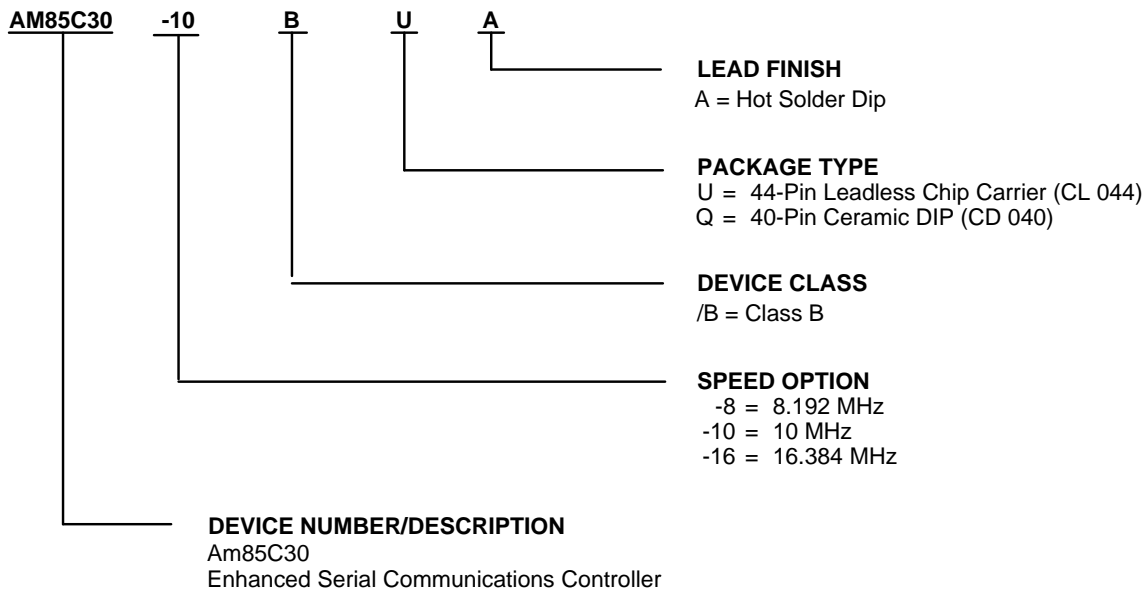 AM85C30 -10 B U A
LEAD FINISH
A = Hot Solder Dip
PACKAGE TYPE
U = 44-Pin Leadless Chip Carrier (CL 044)
Q = 40-Pin Ceramic DIP (CD 040)
DEVICE CLASS
/B = Class B
SPEED OPTION
-8 = 8.192 MHz
-10 = 10 MHz
-16 = 16.384 MHz
DEVICE NUMBER/DESCRIPTION
Am85C30
Enhanced Serial Communications Controller